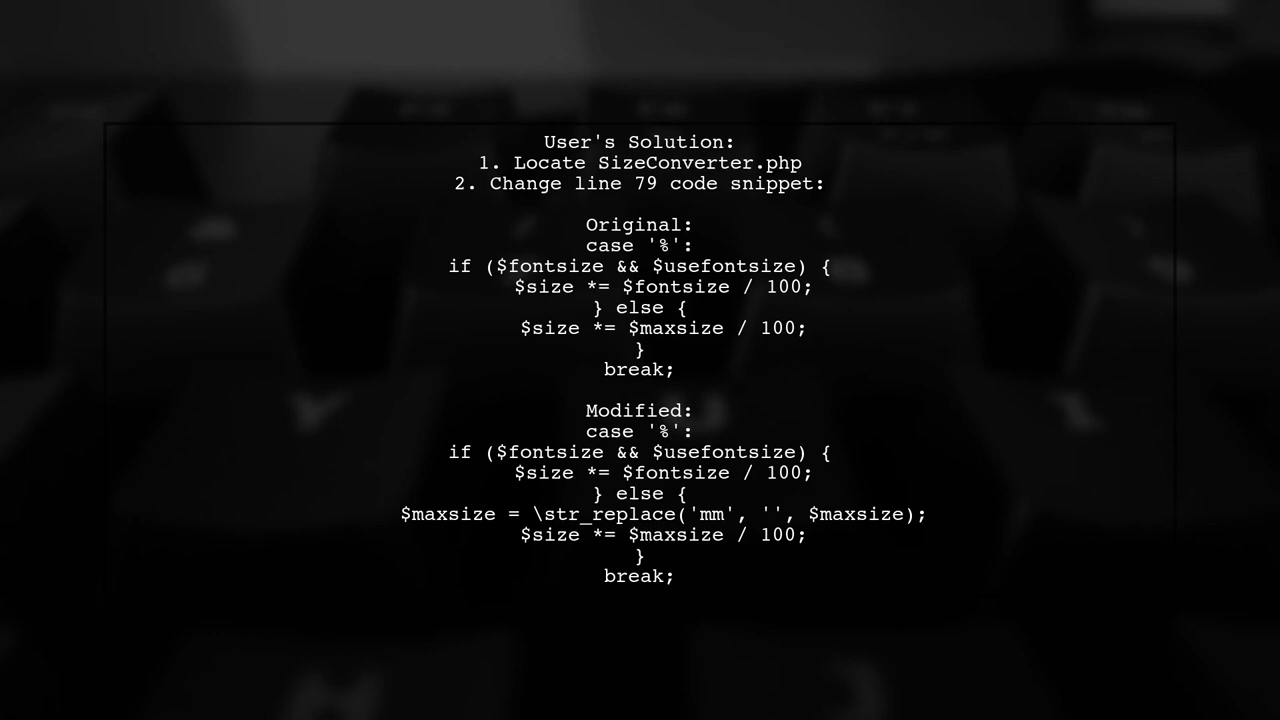 User's Solution:
1. Locate SizeConverter.php
2. Change line 79 code snippet:
Original:
case '%':
if ($fontsize && $usefontsize) {
$size *= $fontsize / 100;
} else {
$size *= $maxsize / 100;
}
break;
Modified:
case '%':
if ($fontsize && $usefontsize) {
$size *= $fontsize / 100;
} else {
$maxsize = \str_replace('mm', '', $maxsize);
$size *= $maxsize / 100;
}
break;